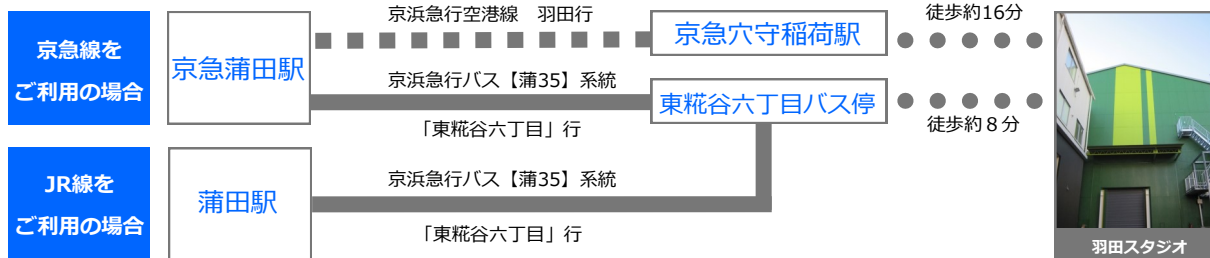 京急線を
ご利用の場合
京急蒲田駅
京浜急行空港線　羽田行
京急穴守稲荷駅
徒歩約16分
京浜急行バス【蒲35】系統
「東糀谷六丁目」行
東糀谷六丁目バス停
徒歩約８分
JR線を
ご利用の場合
蒲田駅
京浜急行バス【蒲35】系統
「東糀谷六丁目」行
羽田スタジオ